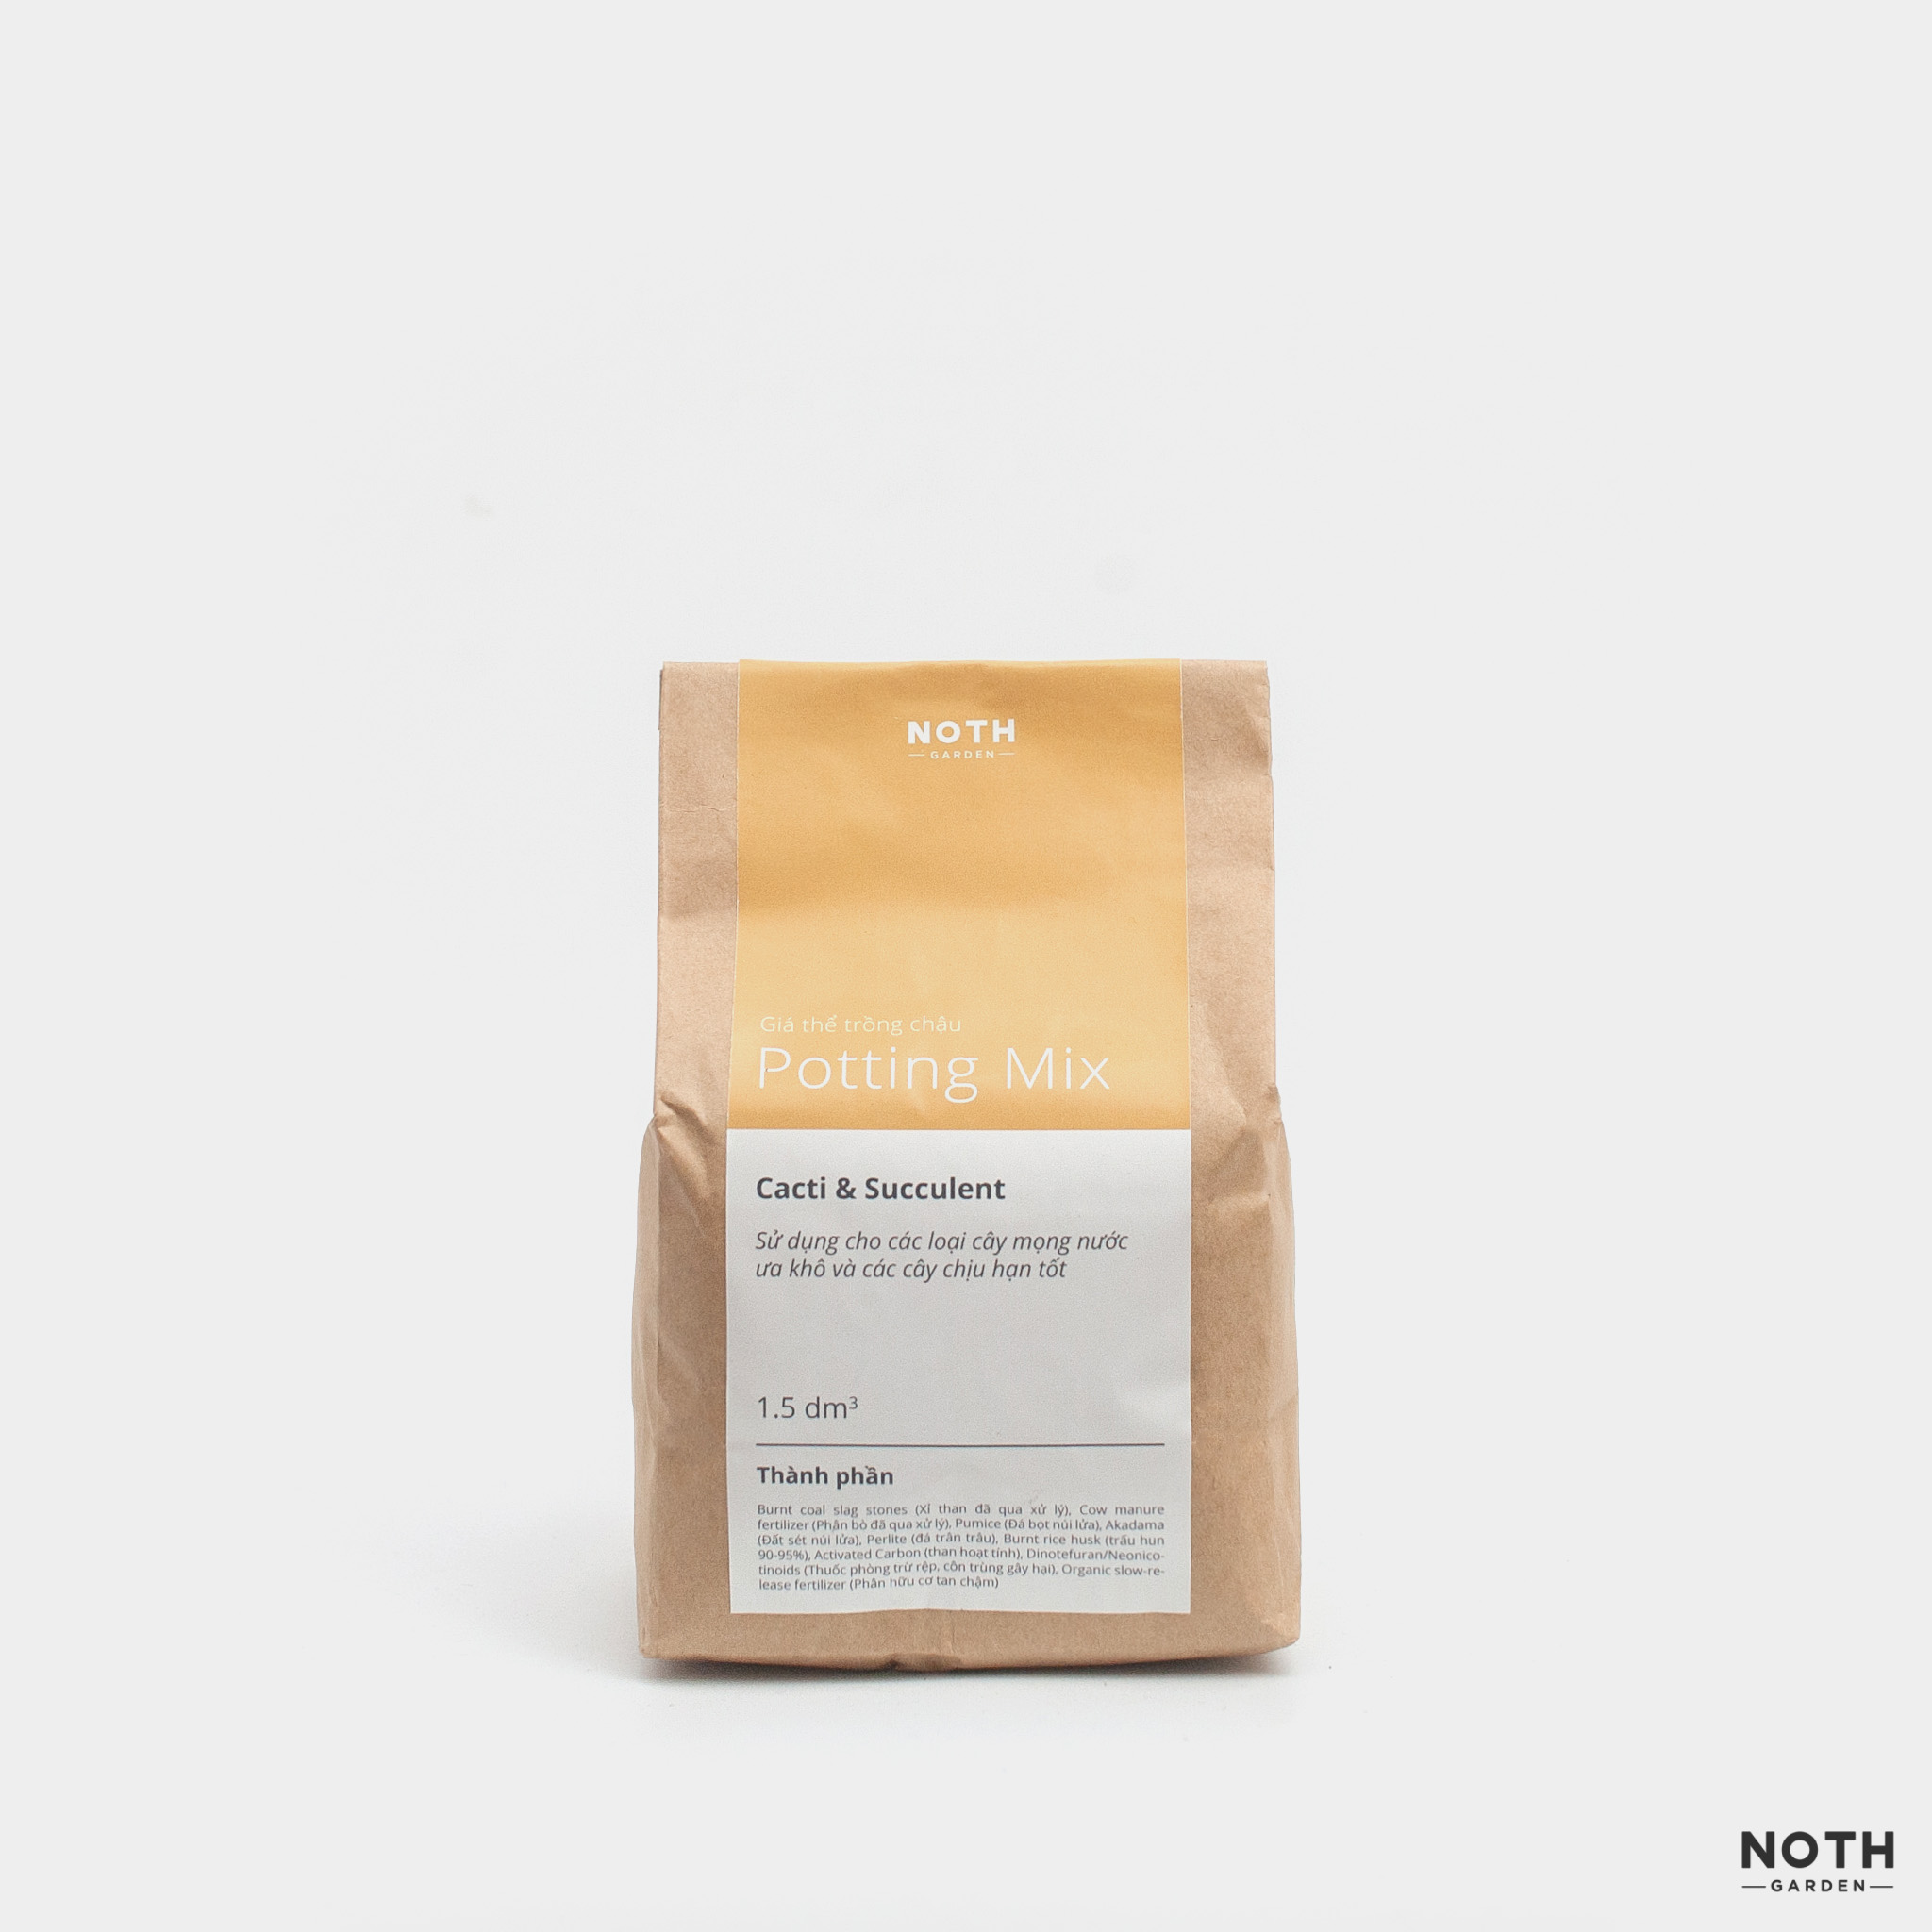 NOTH
GARDEN
Giá thể trồng chậu
Potting Mix
Cacti & Succulent
Sử dụng cho các loại cây mọng nước
ưa khô và các cây chịu hạn tốt
1.5 dm³
Thành phần
Burnt coal slag stones (Xỉ than đã qua xử lý), Cow manure
fertilizer (Phân bò đã qua xử lý), Pumice (Đá bọt núi lửa), Akadama
(Đất sét núi lửa), Perlite (đá trân trâu), Burnt rice husk (trấu hun
90-95%), Activated Carbon (than hoạt tính), Dinotefuran/Neonico-
tinoids (Thuốc phòng trừ rệp, côn trùng gây hại), Organic slow-re-
lease fertilizer (Phân hữu cơ tan chậm)
NOTH
GARDEN